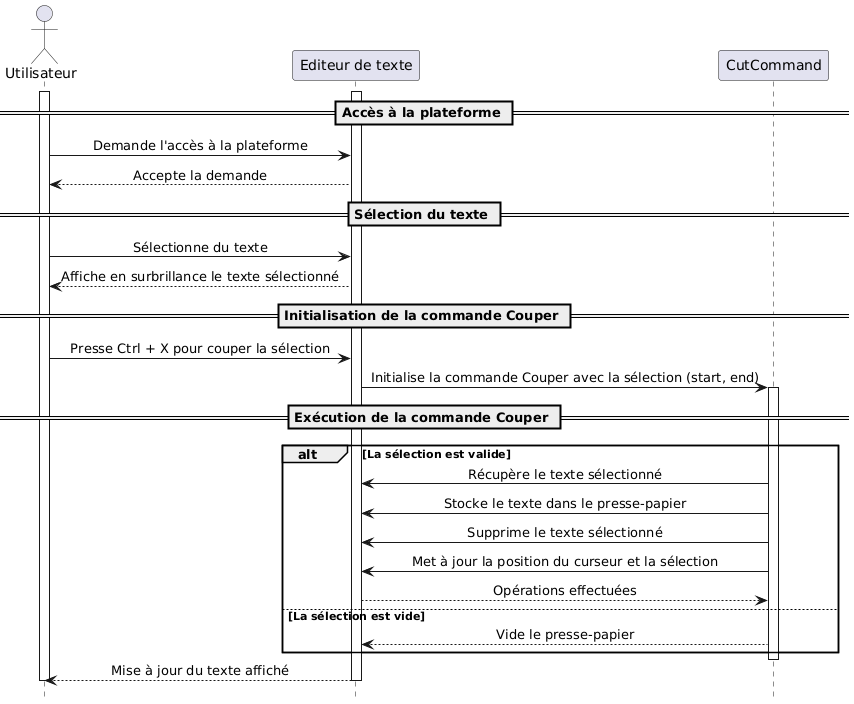 Utilisateur
Editeur de texte
CutCommand
Accès à la plateforme
Demande l'accès à la plateforme
Accepte la demande
Sélection du texte
Sélectionne du texte
Affiche en surbrillance le texte sélectionné
Initialisation de la commande Couper
Presse Ctrl + X pour couper la sélection
Initialise la commande Couper avec la sélection (start, end)
Exécution de la commande Couper
alt
[La sélection est valide]
Récupère le texte sélectionné
Stocke le texte dans le presse-papier
Supprime le texte sélectionné
Met à jour la position du curseur et la sélection
Opérations effectuées
[La sélection est vide]
Vide le presse-papier
Mise à jour du texte affiché